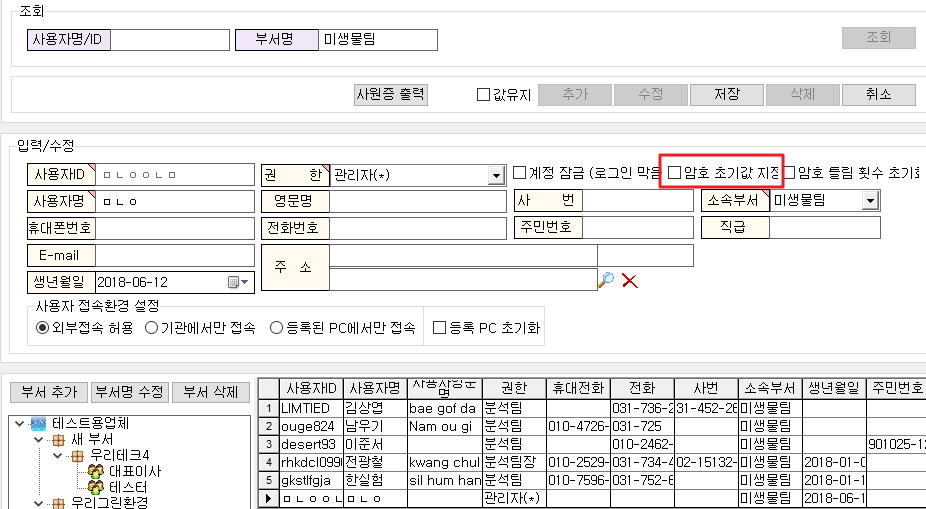 조회
사용자명/ID 부서명 미생물팀 조회
사원증 출력 값유지 추가 수정 저장 삭제 취소
입력/수정
사용자ID ㅁㄴㅇㅇㄴㅁ 권 한 관리자(*) 계정 잠금 (로그인 막음 암호 초기값 지정 암호 틀림 횟수 초기화
사용자명 ㅁㄴㅇ 영문명 사 번 소속부서 미생물팀
휴대폰번호 전화번호 주민번호 직급
E-mail 주 소
생년월일 2018-06-12
사용자 접속환경 설정
외부접속 허용 기관에서만 접속 등록된 PC에서만 접속 등록 PC 초기화
부서 추가 부서명 수정 부서 삭제
사용자ID 사용자명 사용자영문명 권한 휴대전화 전화 사번 소속부서 생년월일 주민번호
1 LIMTIED 김상엽 bae gof da 분석팀 031-736-2 31-452-26 미생물팀
2 ouge824 남우기 Nam ou gi 분석팀 010-4726- 031-725 미생물팀
3 desert93 이준서 분석팀 010-2462- 미생물팀 901025-1
4 rhkdcl099 전광철 kwang chul 분석팀장 010-2529- 031-734-4 02-15132- 미생물팀 2018-01-0
5 gkstlfgja 한실험 sil hum han 분석팀 010-7596- 031-752-6 미생물팀 2018-01-1
ㅁㄴㅇㅇㄴ ㅁㄴㅇ 관리자(*) 미생물팀 2018-06-1
테스트용업체
새 부서
우리테크4
대표이사
테스터
우리그린환경